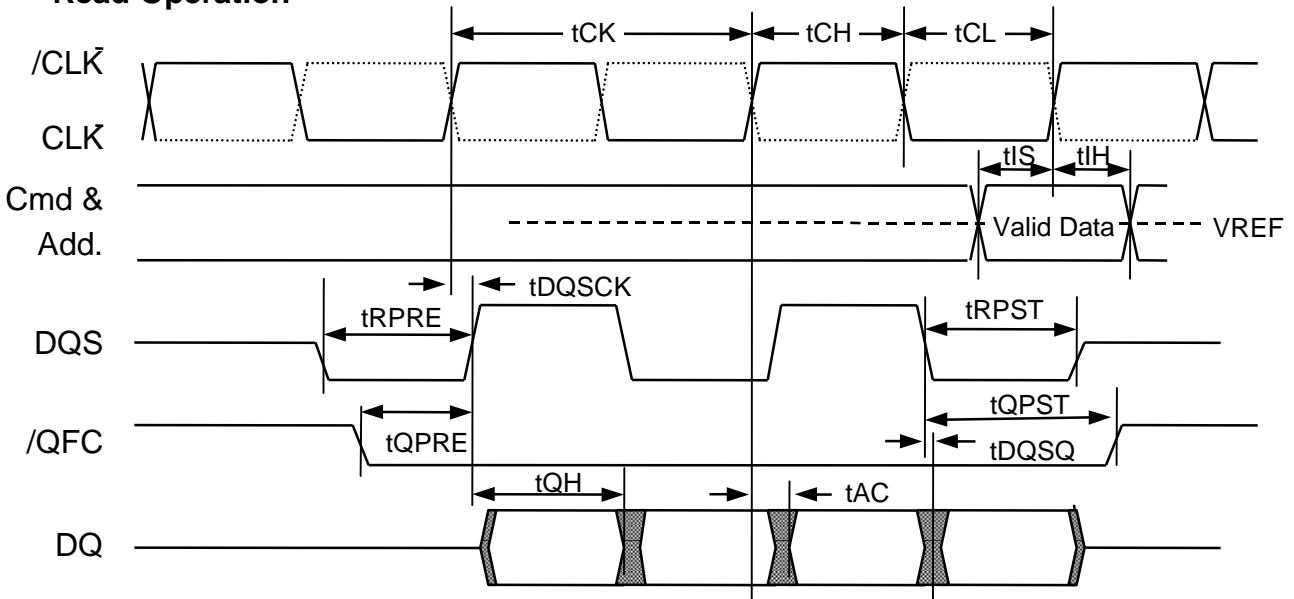 Read Operation
tCK
tCH
tCL
/CLK
CLK
tIS
tIH
Cmd &
Add.
Valid Data
VREF
tDQSCK
tRPRE
tRPST
DQS
tQPST
/QFC
tQPRE
tDQSQ
tQH
tAC
DQ